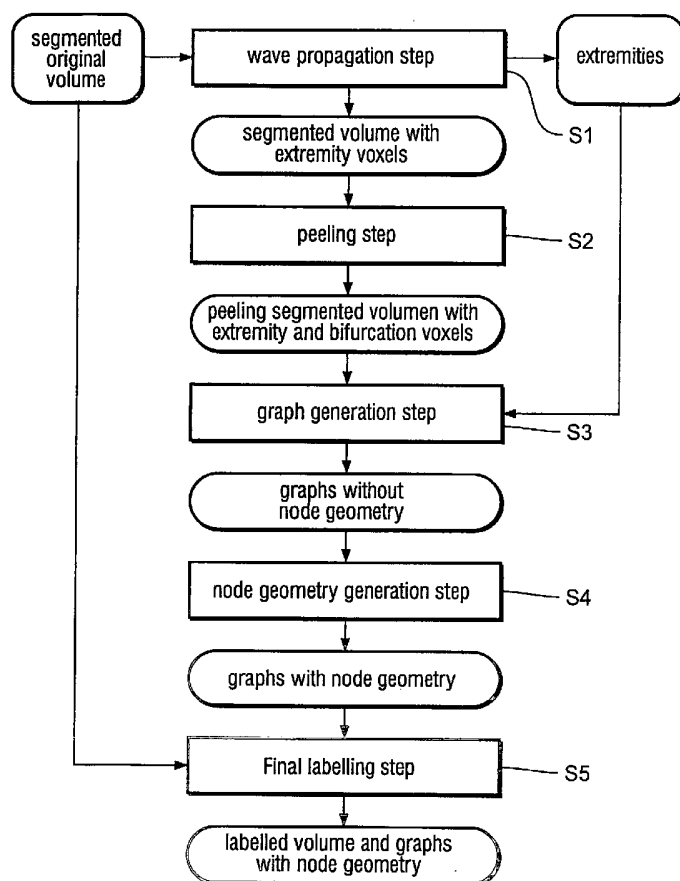 segmented
original
volume
wave propagation step
extremities
S1
segmented volume with
extremity voxels
peeling step
S2
peeling segmented volumen with
extremity and bifurcation voxels
graph generation step
S3
graphs without
node geometry
node geometry generation step
S4
graphs with node geometry
Final labelling step
S5
labelled volume and graphs
with node geometry